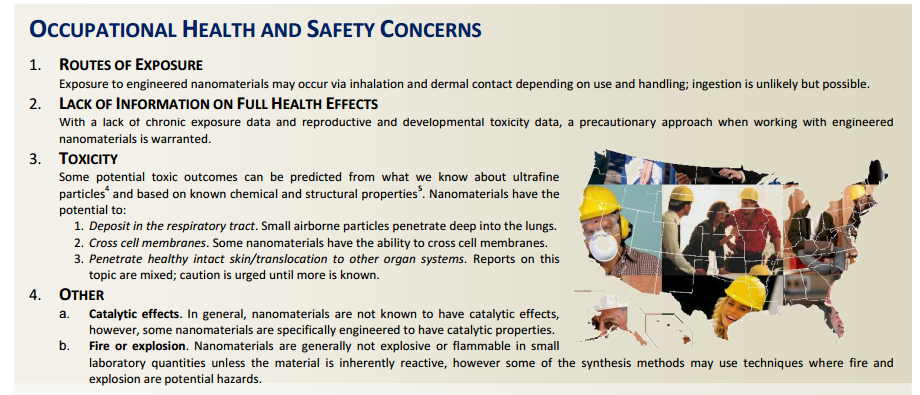 OCCUPATIONAL HEALTH AND SAFETY CONCERNS
1. ROUTES OF EXPOSURE
Exposure to engineered nanomaterials may occur via inhalation and dermal contact depending on use and handling; ingestion is unlikely but possible.
2. LACK OF INFORMATION ON FULL HEALTH EFFECTS
With a lack of chronic exposure data and reproductive and developmental toxicity data, a precautionary approach when working with engineered
nanomaterials is warranted.
3. TOXICITY
Some potential toxic outcomes can be predicted from what we know about ultrafine
particles⁴ and based on known chemical and structural properties⁵. Nanomaterials have the
potential to:
1. Deposit in the respiratory tract. Small airborne particles penetrate deep into the lungs.
2. Cross cell membranes. Some nanomaterials have the ability to cross cell membranes.
3. Penetrate healthy intact skin/translocation to other organ systems. Reports on this
topic are mixed; caution is urged until more is known.
4. OTHER
a. Catalytic effects. In general, nanomaterials are not known to have catalytic effects,
however, some nanomaterials are specifically engineered to have catalytic properties.
b. Fire or explosion. Nanomaterials are generally not explosive or flammable in small
laboratory quantities unless the material is inherently reactive, however some of the synthesis methods may use techniques where fire and
explosion are potential hazards.